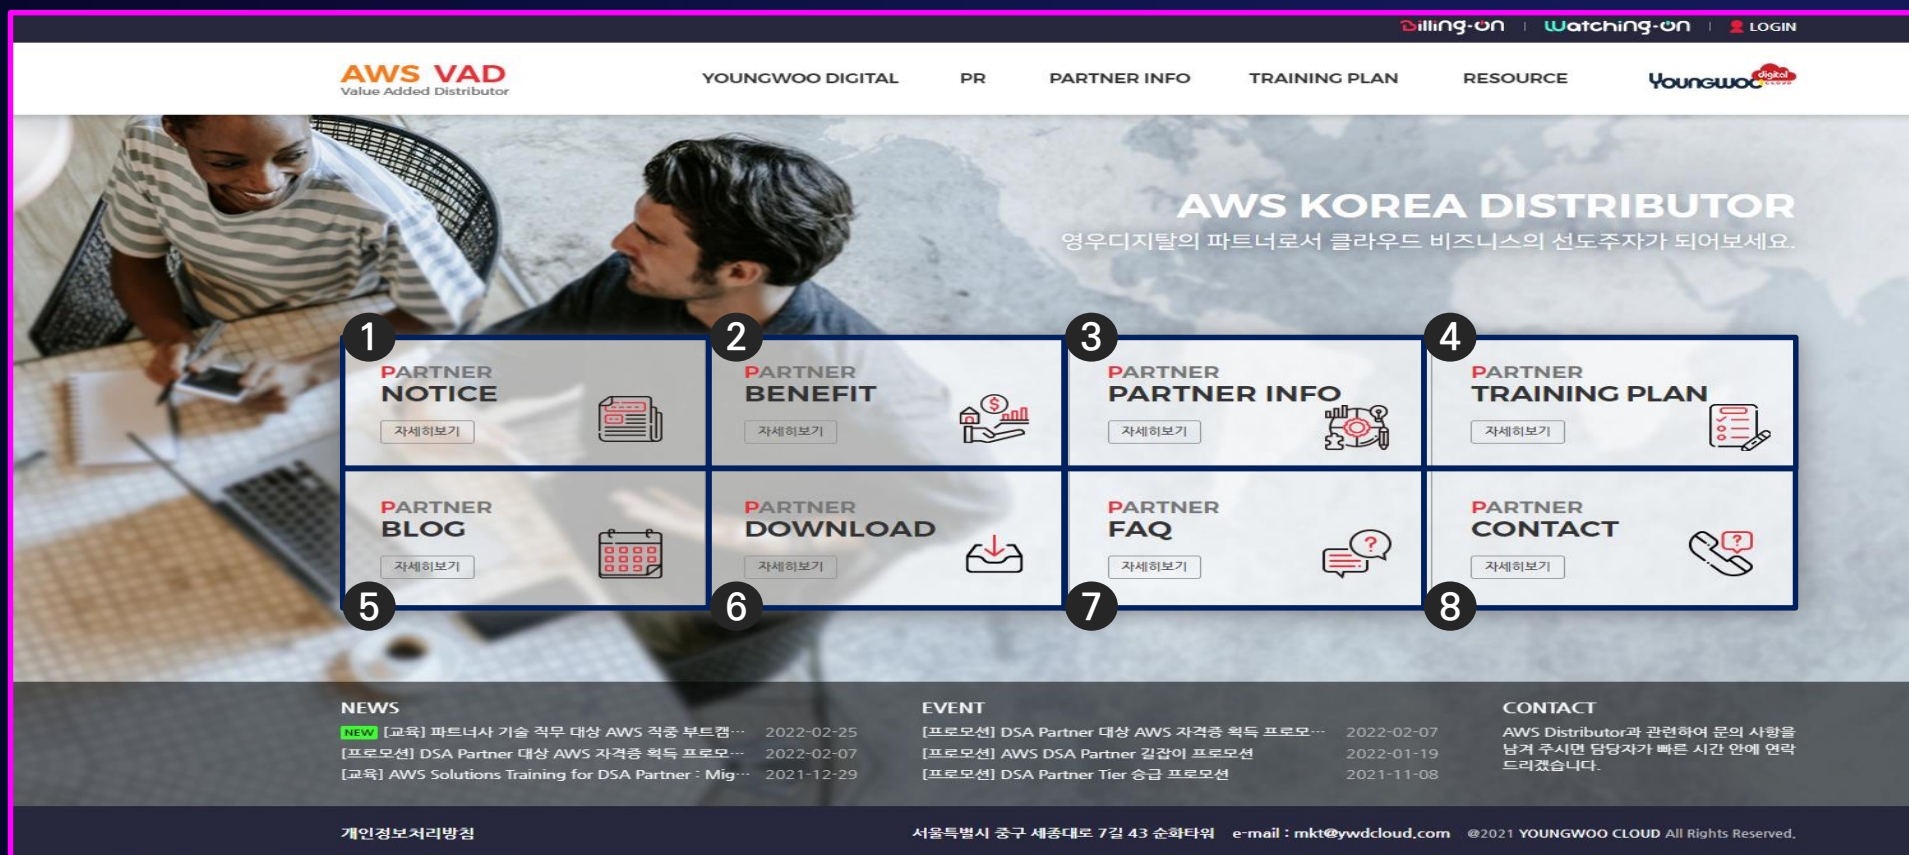 Billing-on Watching-on LOGIN
AWS VAD
Value Added Distributor
YOUNGWOO DIGITAL PR PARTNER INFO TRAINING PLAN RESOURCE
Youngwoo digital CLOUD
AWS KOREA DISTRIBUTOR
영우디지탈의 파트너로서 클라우드 비즈니스의 선도주자가 되어보세요.
1
PARTNER
NOTICE
자세히보기
2
PARTNER
BENEFIT
자세히보기
3
PARTNER
PARTNER INFO
자세히보기
4
PARTNER
TRAINING PLAN
자세히보기
PARTNER
BLOG
자세히보기
5
PARTNER
DOWNLOAD
자세히보기
6
PARTNER
FAQ
자세히보기
7
PARTNER
CONTACT
자세히보기
8
NEWS
NEW [교육] 파트너사 기술 직무 대상 AWS 직중 부트캠… 2022-02-25
[프로모션] DSA Partner 대상 AWS 자격증 획득 프로모… 2022-02-07
[교육] AWS Solutions Training for DSA Partner : Mig… 2021-12-29
EVENT
[프로모션] DSA Partner 대상 AWS 자격증 획득 프로모… 2022-02-07
[프로모션] AWS DSA Partner 길잡이 프로모션 2022-01-19
[프로모션] DSA Partner Tier 승급 프로모션 2021-11-08
CONTACT
AWS Distributor과 관련하여 문의 사항을
남겨 주시면 담당자가 빠른 시간 안에 연락
드리겠습니다.
개인정보처리방침
서울특별시 중구 세종대로 7길 43 순화타워 e-mail : mkt@ywdcloud.com @2021 YOUNGWOO CLOUD All Rights Reserved.